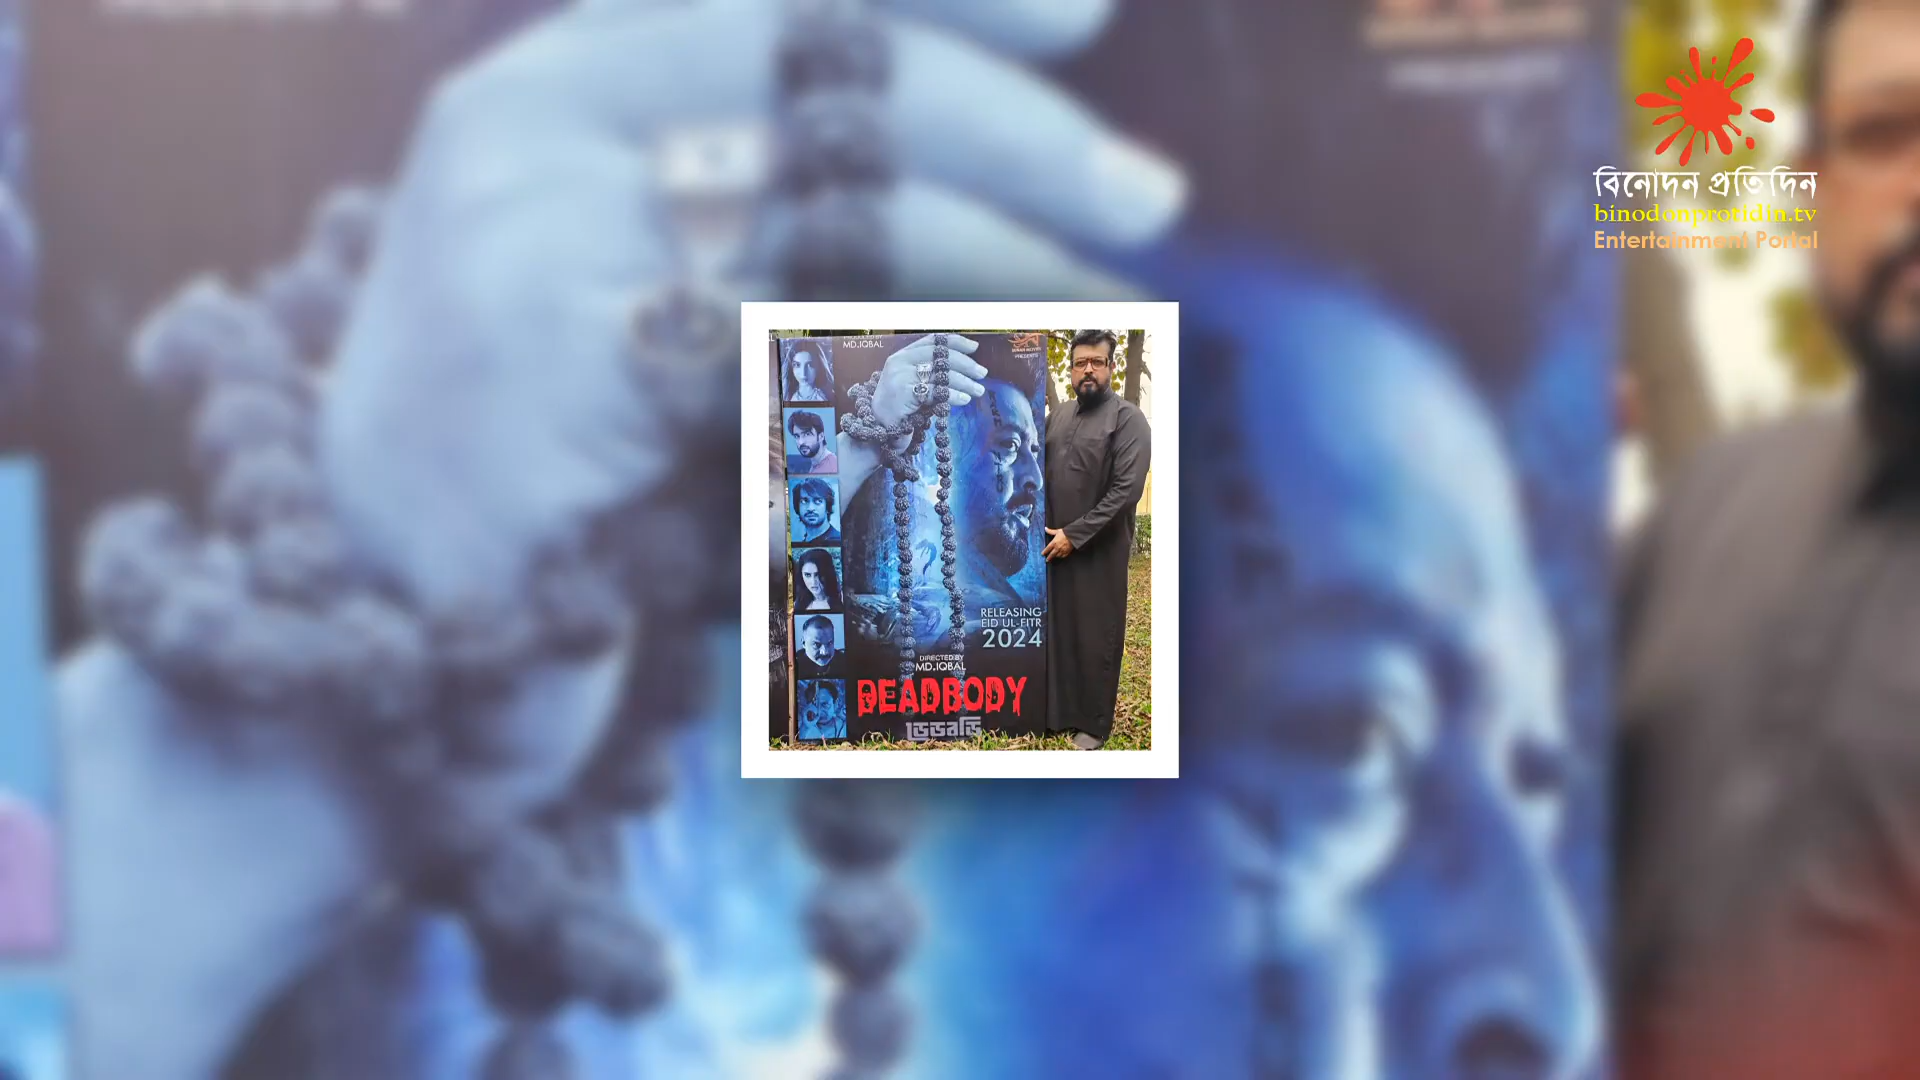 বিনোদন প্রতিদিন
binodonprotidin.tv
Entertainment Portal
MD.IQBAL
PRESENTS
RELEASING
EID UL-FITR
2024
DIRECTED BY
MD.IQBAL
DEADBODY
ডেডবডি